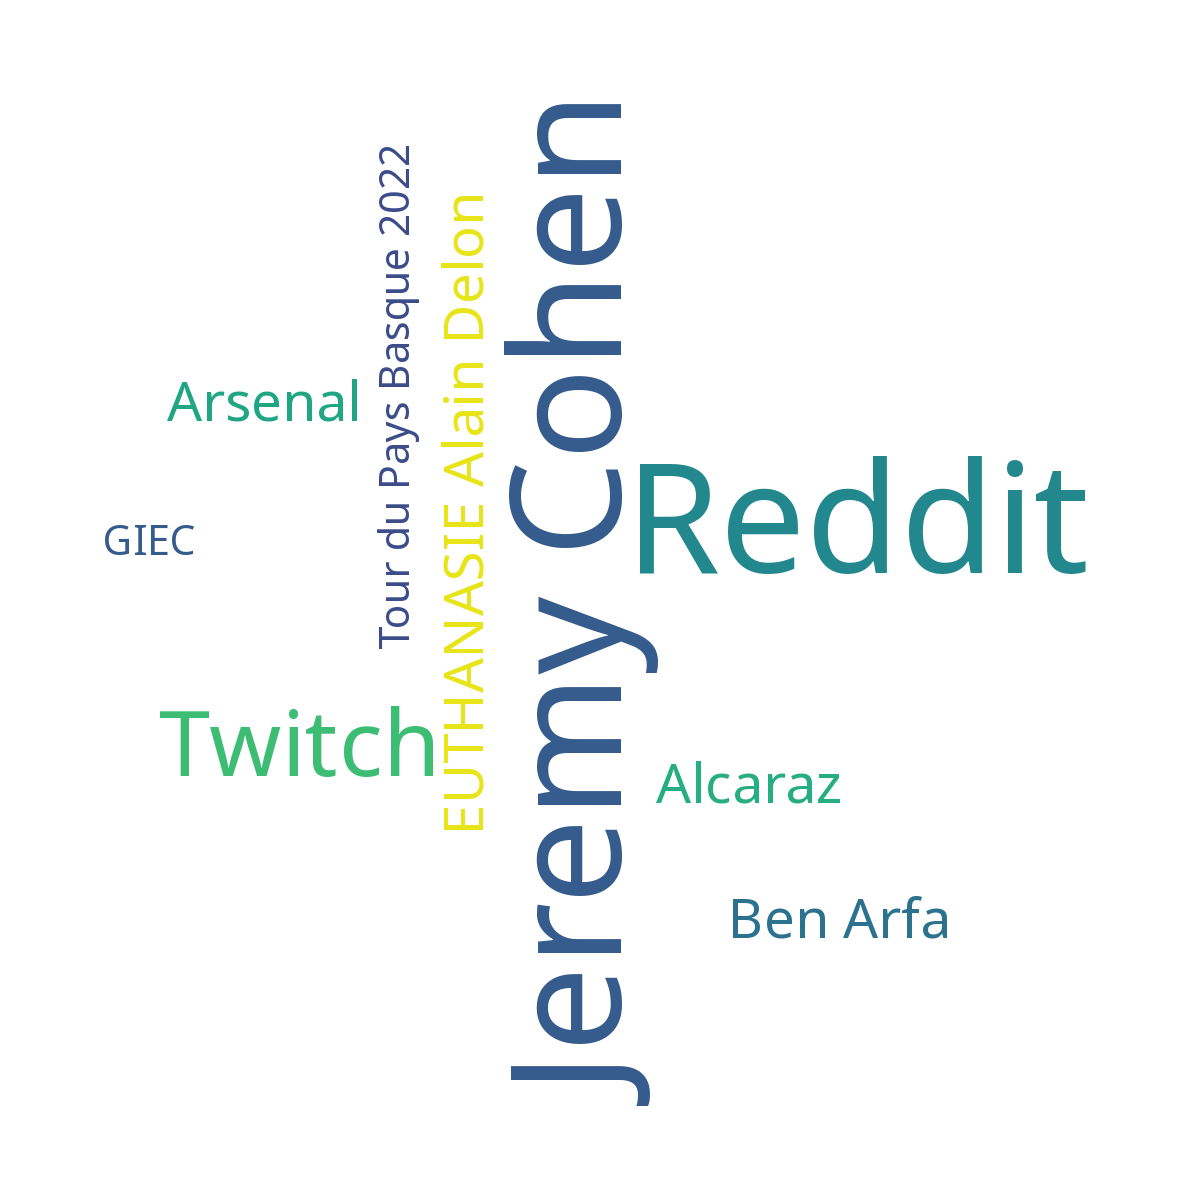 Jeremy Cohen
Reddit
Twitch
EUTHANASIE Alain Delon
Tour du Pays Basque 2022
Arsenal
GIEC
Alcaraz
Ben Arfa